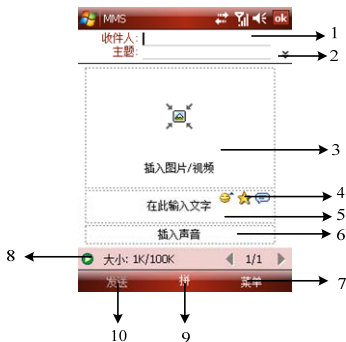 MMS ok
收件人: 1
主题: 2
插入图片/视频 3
4
在此输入文字 5
插入声音 6
8 大小: 1K/100K 1/1
发送 拼 菜单 7
10 9